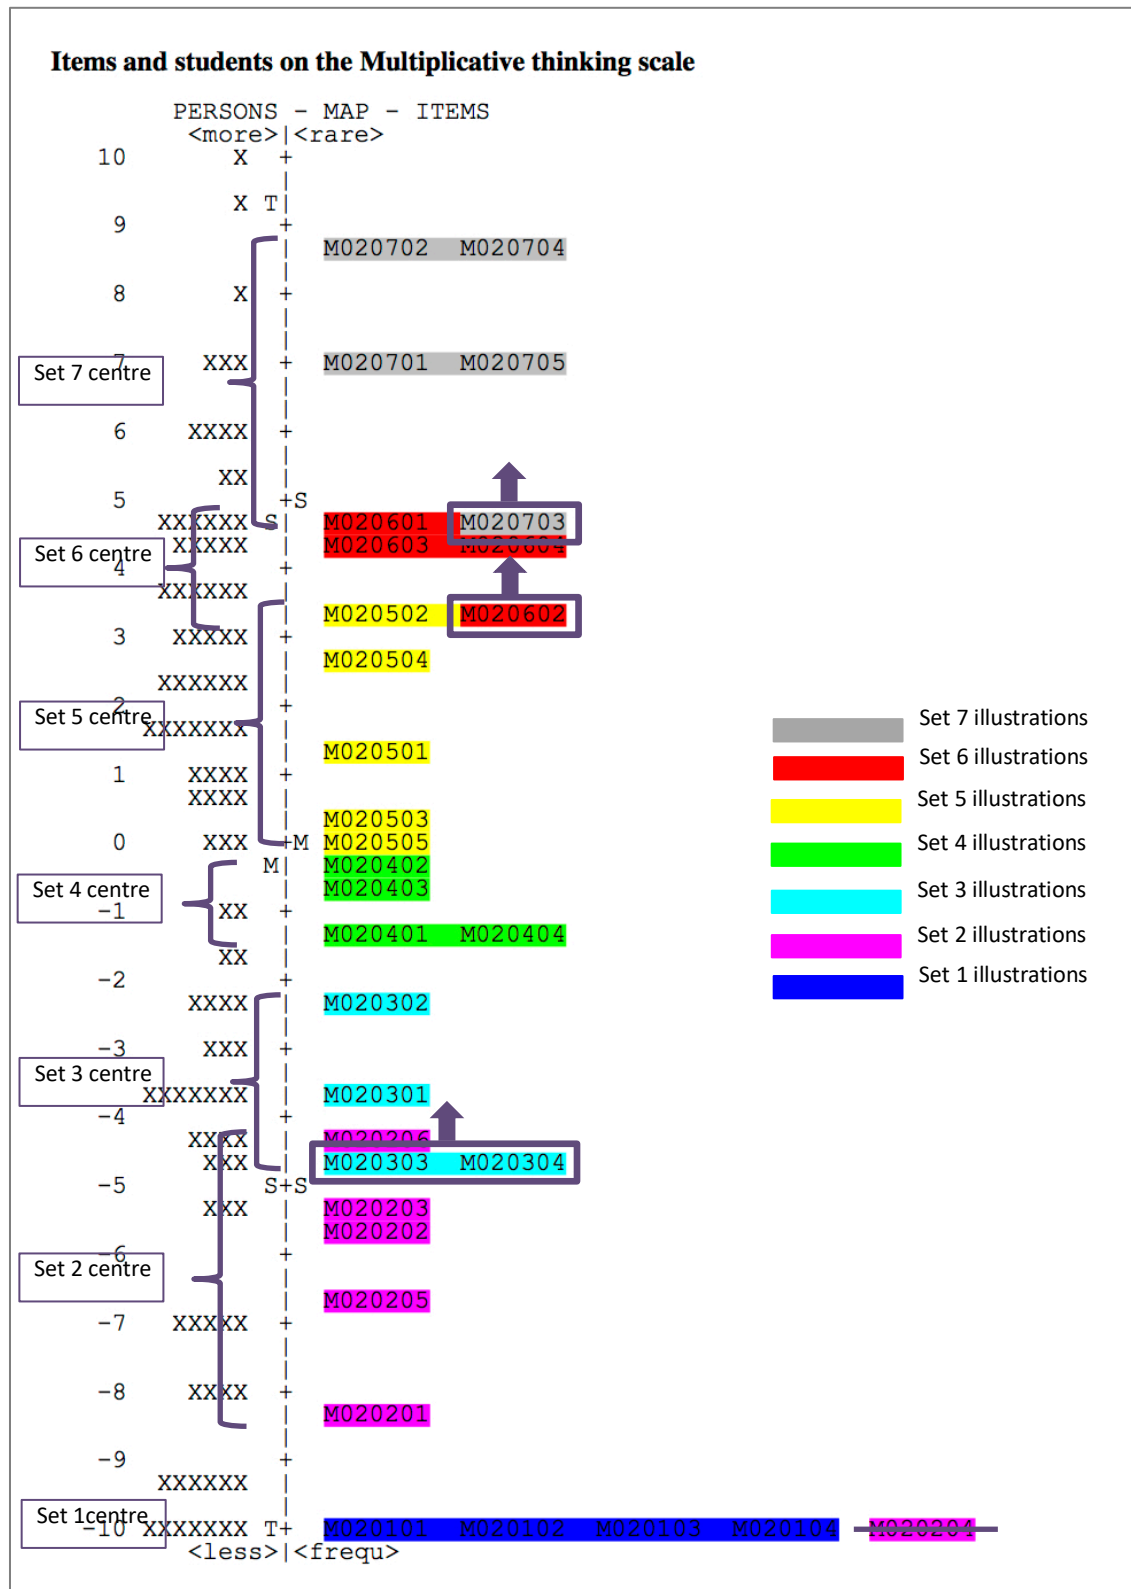 Items and students on the Multiplicative thinking scale
PERSONS - MAP - ITEMS
<more>|<rare>
10 X +
|
X T|
9 +
| M020702 M020704
|
8 X +
|
|
7 XXX + M020701 M020705
Set 7 centre
|
|
6 XXXX +
|
XX |
5 +S
XXXXXX S| M020601 M020703
XXXXX | M020603 M020604
Set 6 centre
4 +
XXXXXX |
| M020502 M020602
3 XXXXX +
| M020504
XXXXXX |
2 +
Set 5 centre
XXXXXXX |
| M020501
1 XXXX +
XXXX |
| M020503
0 XXX +M M020505
M| M020402
| M020403
Set 4 centre
-1 XX +
| M020401 M020404
XX |
-2 +
XXXX | M020302
|
-3 XXX +
|
Set 3 centre
XXXXXXX | M020301
-4 +
XXXX | M020206
XXX | M020303 M020304
-5 S+S
XXX | M020203
| M020202
-6 +
Set 2 centre
|
| M020205
-7 XXXXX +
|
|
-8 XXXX +
| M020201
|
-9 +
XXXXXX |
|
Set 1centre
-10 XXXXXXX T+ M020101 M020102 M020103 M020104 M020204
<less>|<frequ>
Set 7 illustrations
Set 6 illustrations
Set 5 illustrations
Set 4 illustrations
Set 3 illustrations
Set 2 illustrations
Set 1 illustrations